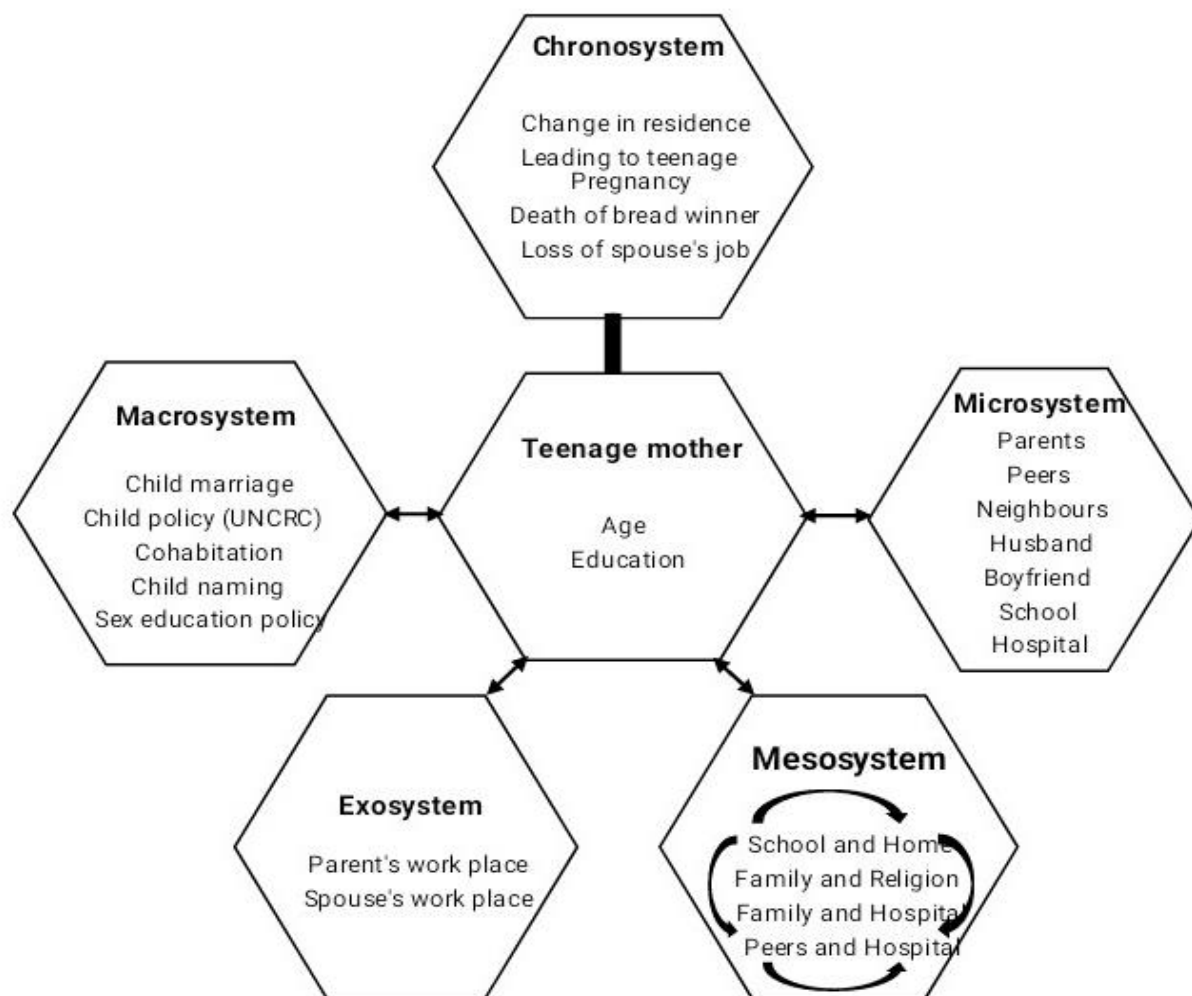 Chronosystem
Change in residence
Leading to teenage
Pregnancy
Death of bread winner
Loss of spouse's job
Macrosystem
Child marriage
Child policy (UNCRC)
Cohabitation
Child naming
Sex education policy
Teenage mother
Age
Education
Microsystem
Parents
Peers
Neighbours
Husband
Boyfriend
School
Hospital
Exosystem
Parent's work place
Spouse's work place
Mesosystem
School and Home
Family and Religion
Family and Hospital
Peers and Hospital